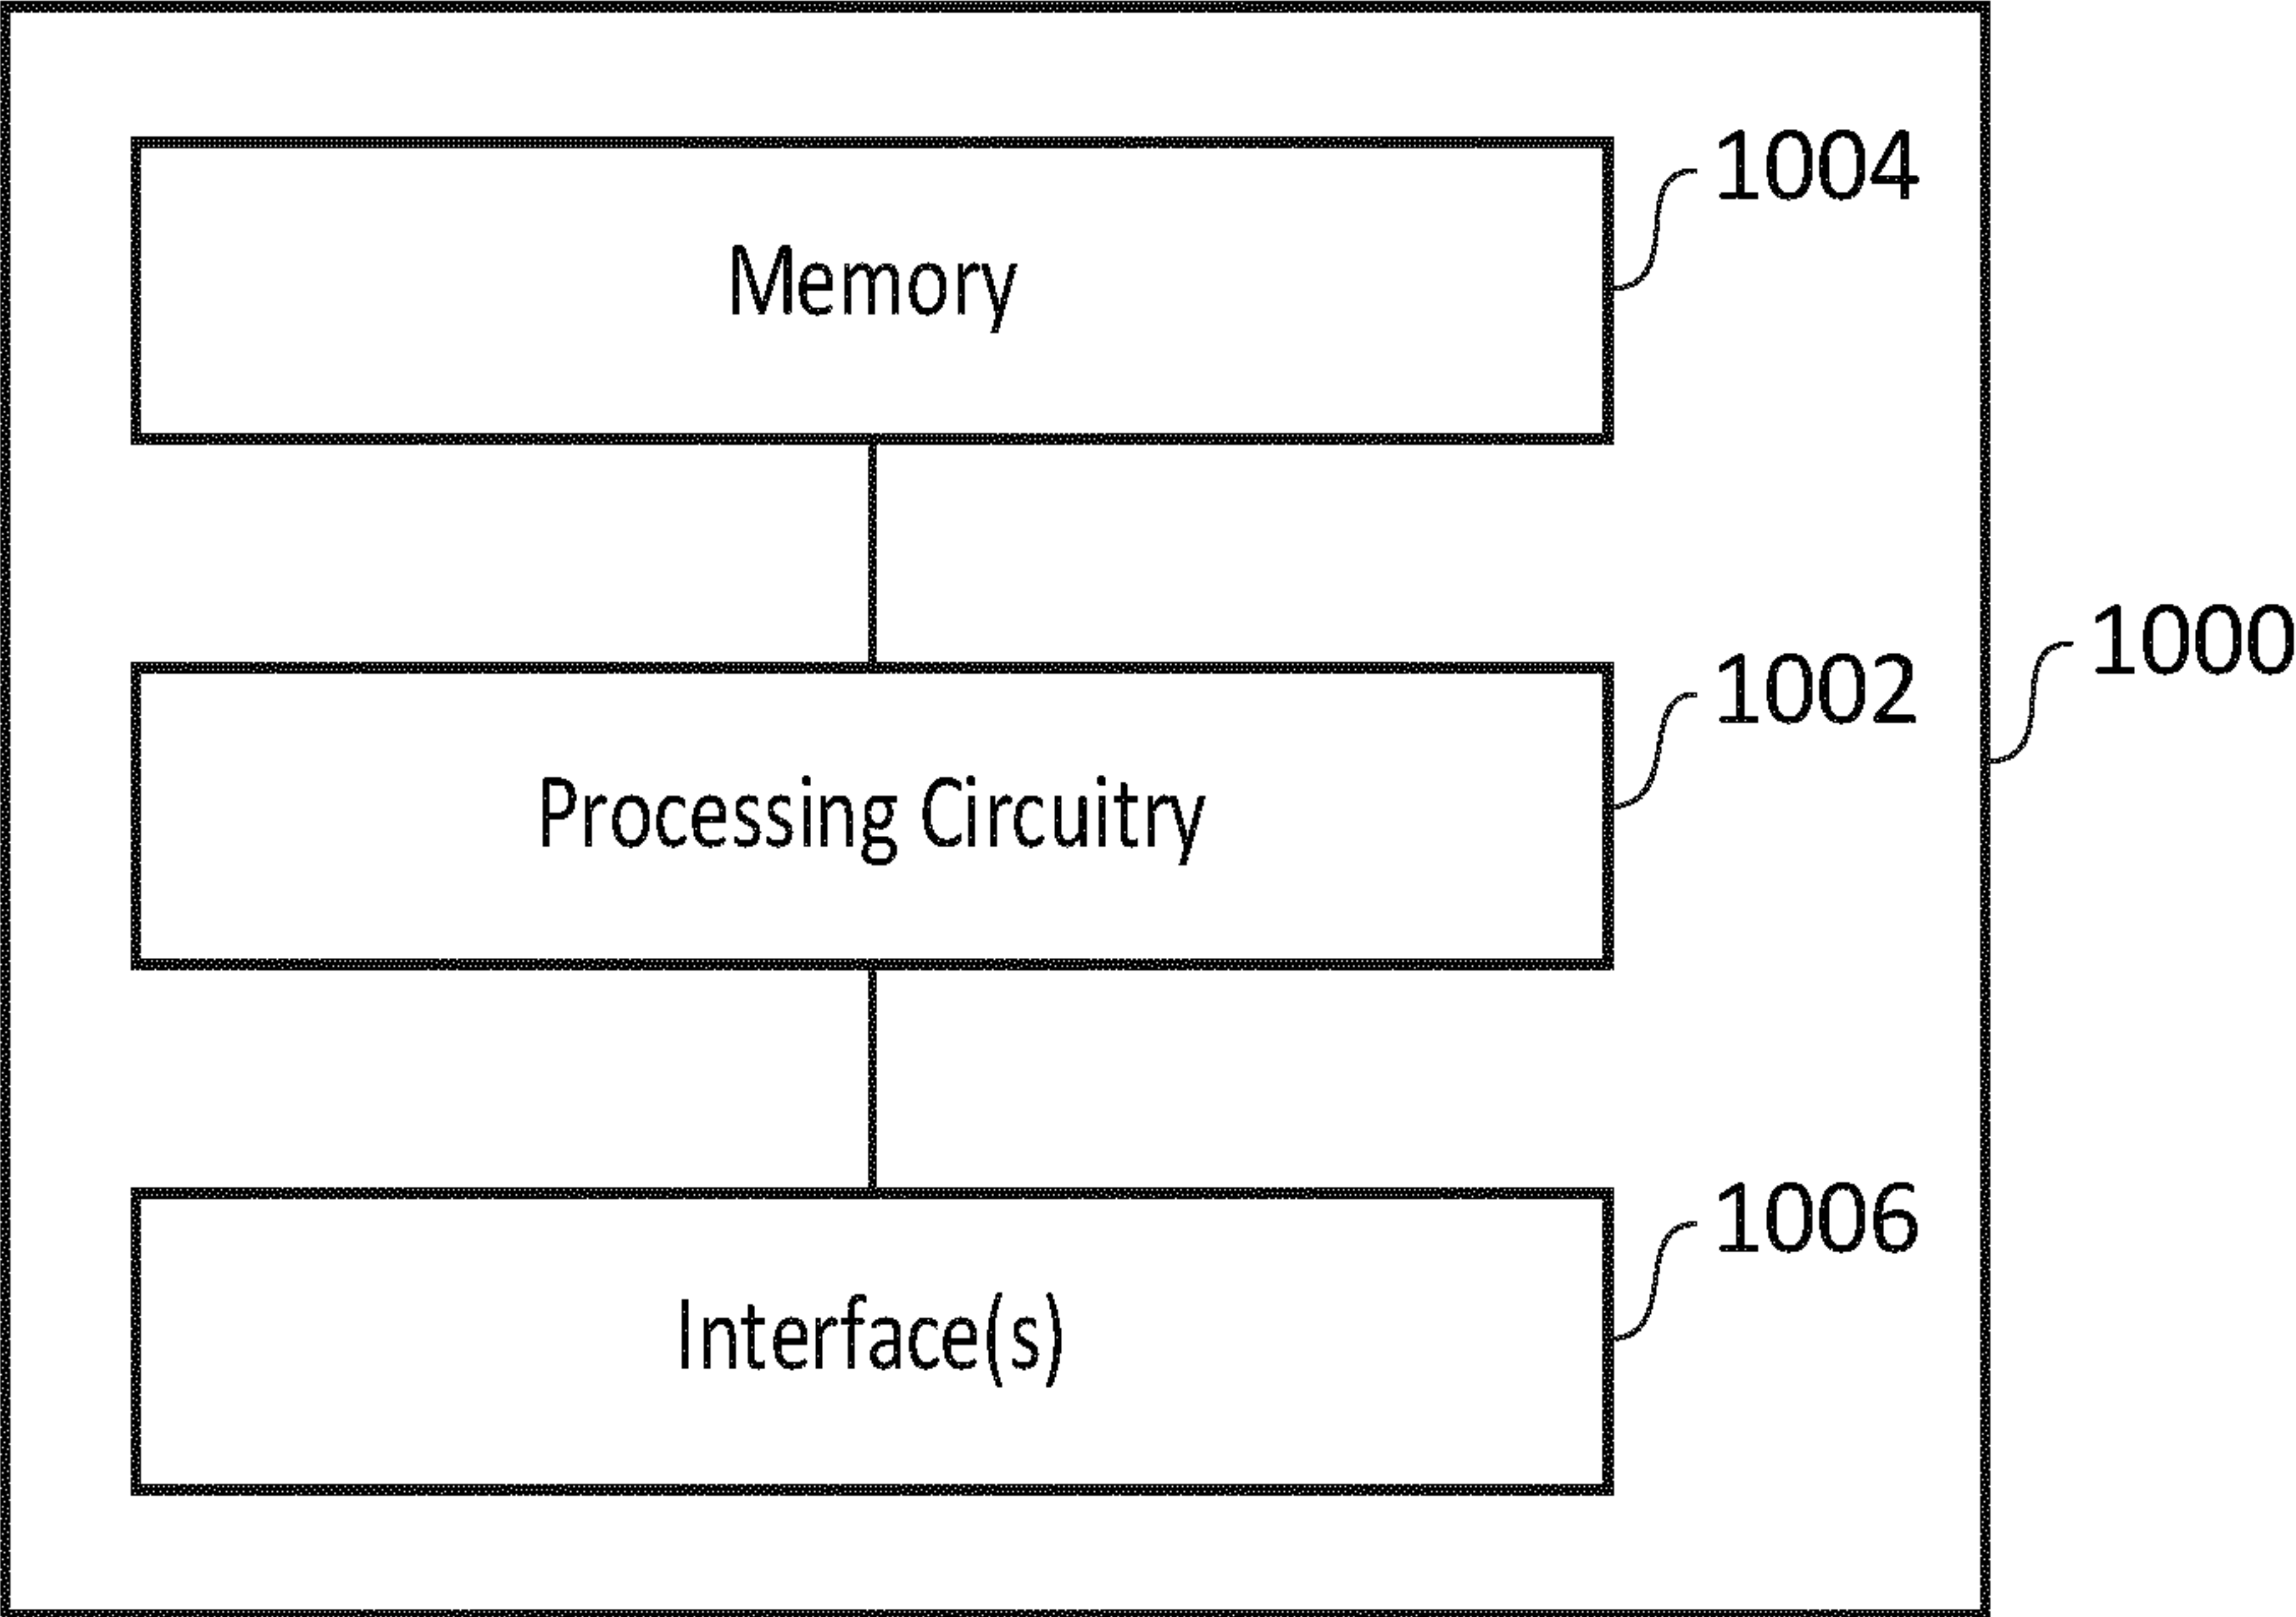 1004
Memory
1000
1002
Processing Circuitry
1006
Interface(s)